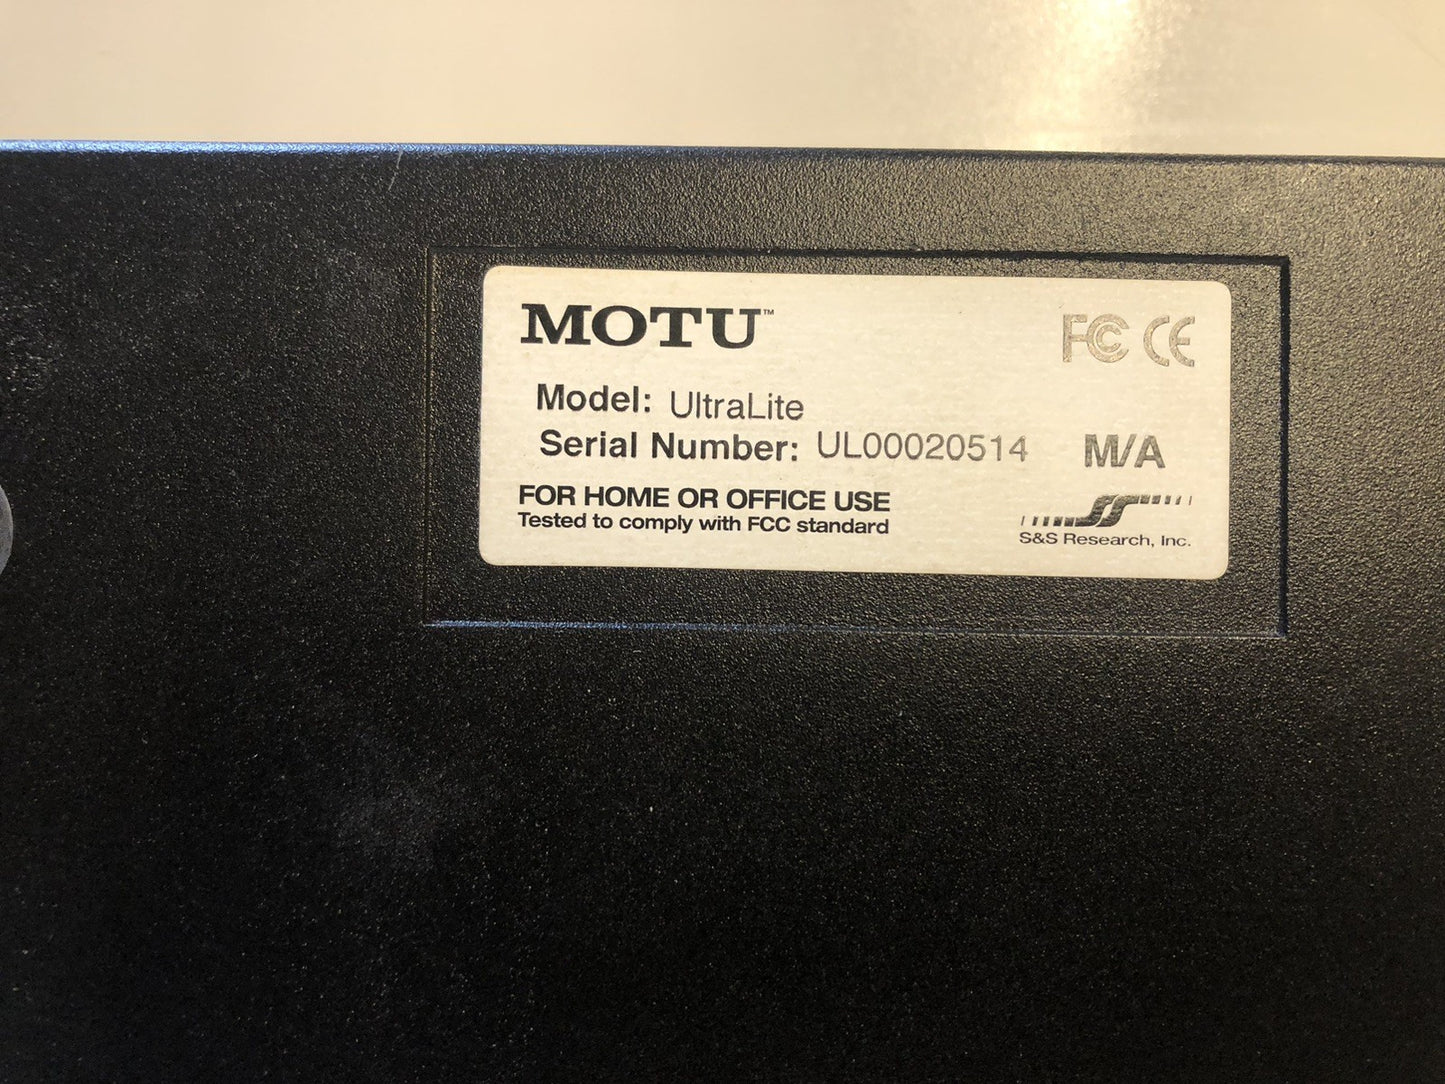 MOTU™
FC CE
Model: UltraLite
Serial Number: UL00020514 M/A
FOR HOME OR OFFICE USE
Tested to comply with FCC standard
SS
S&S Research, Inc.